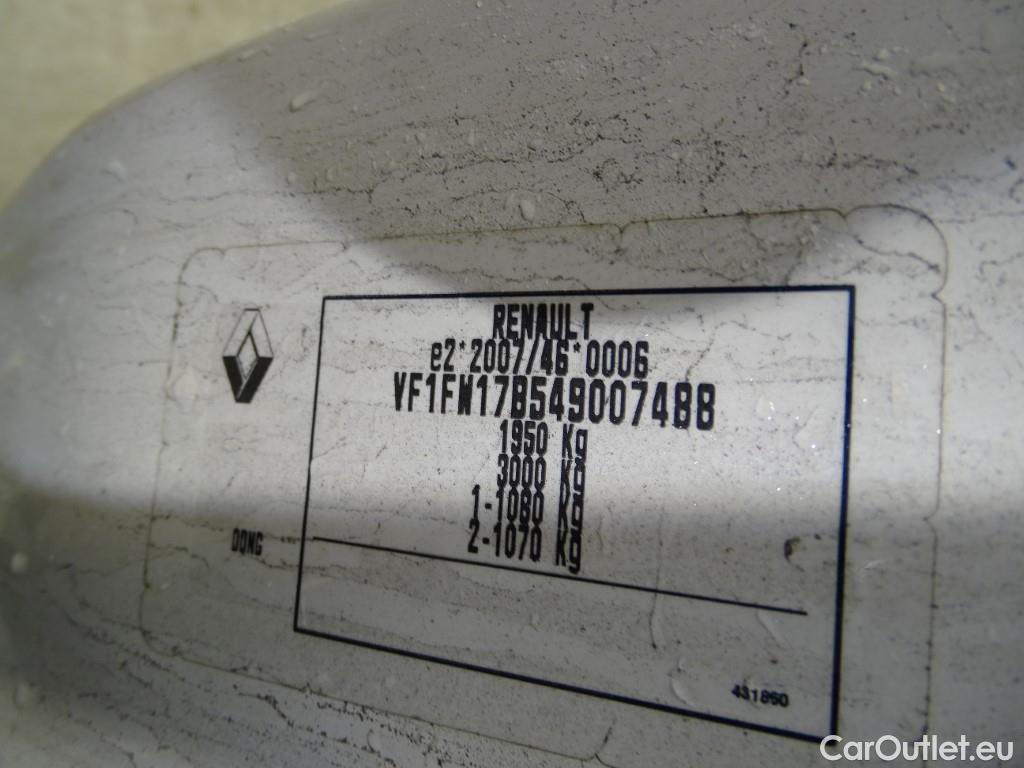 RENAULT
e2*2007/46*0006
VF1FW17B549007488
1950 Kg
3000 Kg
1-1080 Kg
2-1070 Kg
DQNG
431860
CarOutlet.eu